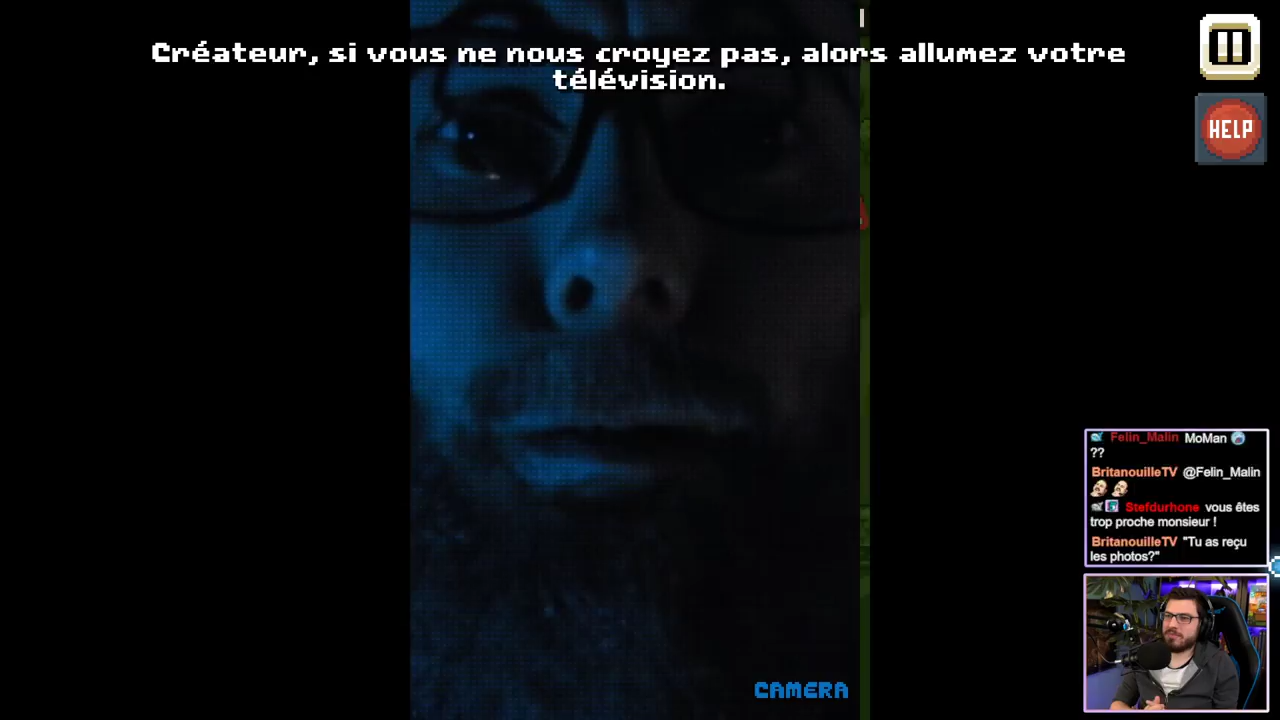 Créateur, si vous ne nous croyez pas, alors allumez votre
télévision.
HELP
Felin_Malin MoMan
??
BritanouilleTV @Felin_Malin
Stefdurhone vous êtes
trop proche monsieur !
BritanouilleTV "Tu as reçu
les photos?"
CAMERA